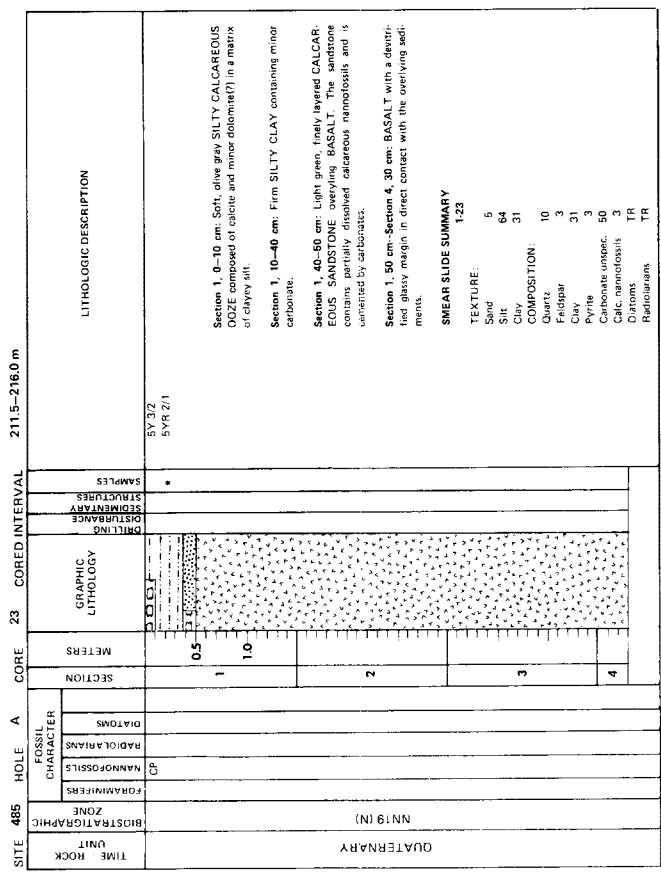 SITE 485 HOLE A CORE 23 CORED INTERVAL 211.5–216.0 m
TIME - ROCK
UNIT
BIOSTRATIGRAPHIC
ZONE
FOSSIL
CHARACTER
FORAMINIFERS
NANNOFOSSILS
RADIOLARIANS
DIATOMS
SECTION
METERS
GRAPHIC
LITHOLOGY
DRILLING
DISTURBANCE
SEDIMENTARY
STRUCTURES
SAMPLES
LITHOLOGIC DESCRIPTION
QUATERNARY
NN19 (N)
CP
1
2
3
4
0.5
1.0
*
5Y 3/2
5YR 2/1
Section 1, 0–10 cm: Soft, olive gray SILTY CALCAREOUS
OOZE composed of calcite and minor dolomite(?) in a matrix
of clayey silt.
Section 1, 10–40 cm: Firm SILTY CLAY containing minor
carbonate.
Section 1, 40–50 cm: Light green, finely layered CALCAR-
EOUS SANDSTONE overyling BASALT. The sandstone
contains partially dissolved calcareous nannofossils and is
cemented by carbonates.
Section 1, 50 cm--Section 4, 30 cm: BASALT with a devitri-
fied glassy margin in direct contact with the overlying sedi-
ments.
SMEAR SLIDE SUMMARY
1-23
TEXTURE:
Sand 5
Silt 64
Clay 31
COMPOSITION:
Quartz 10
Feldspar 3
Clay 31
Pyrite 3
Carbonate unspec. 50
Calc. nannofossils 3
Diatoms TR
Radiolarians TR